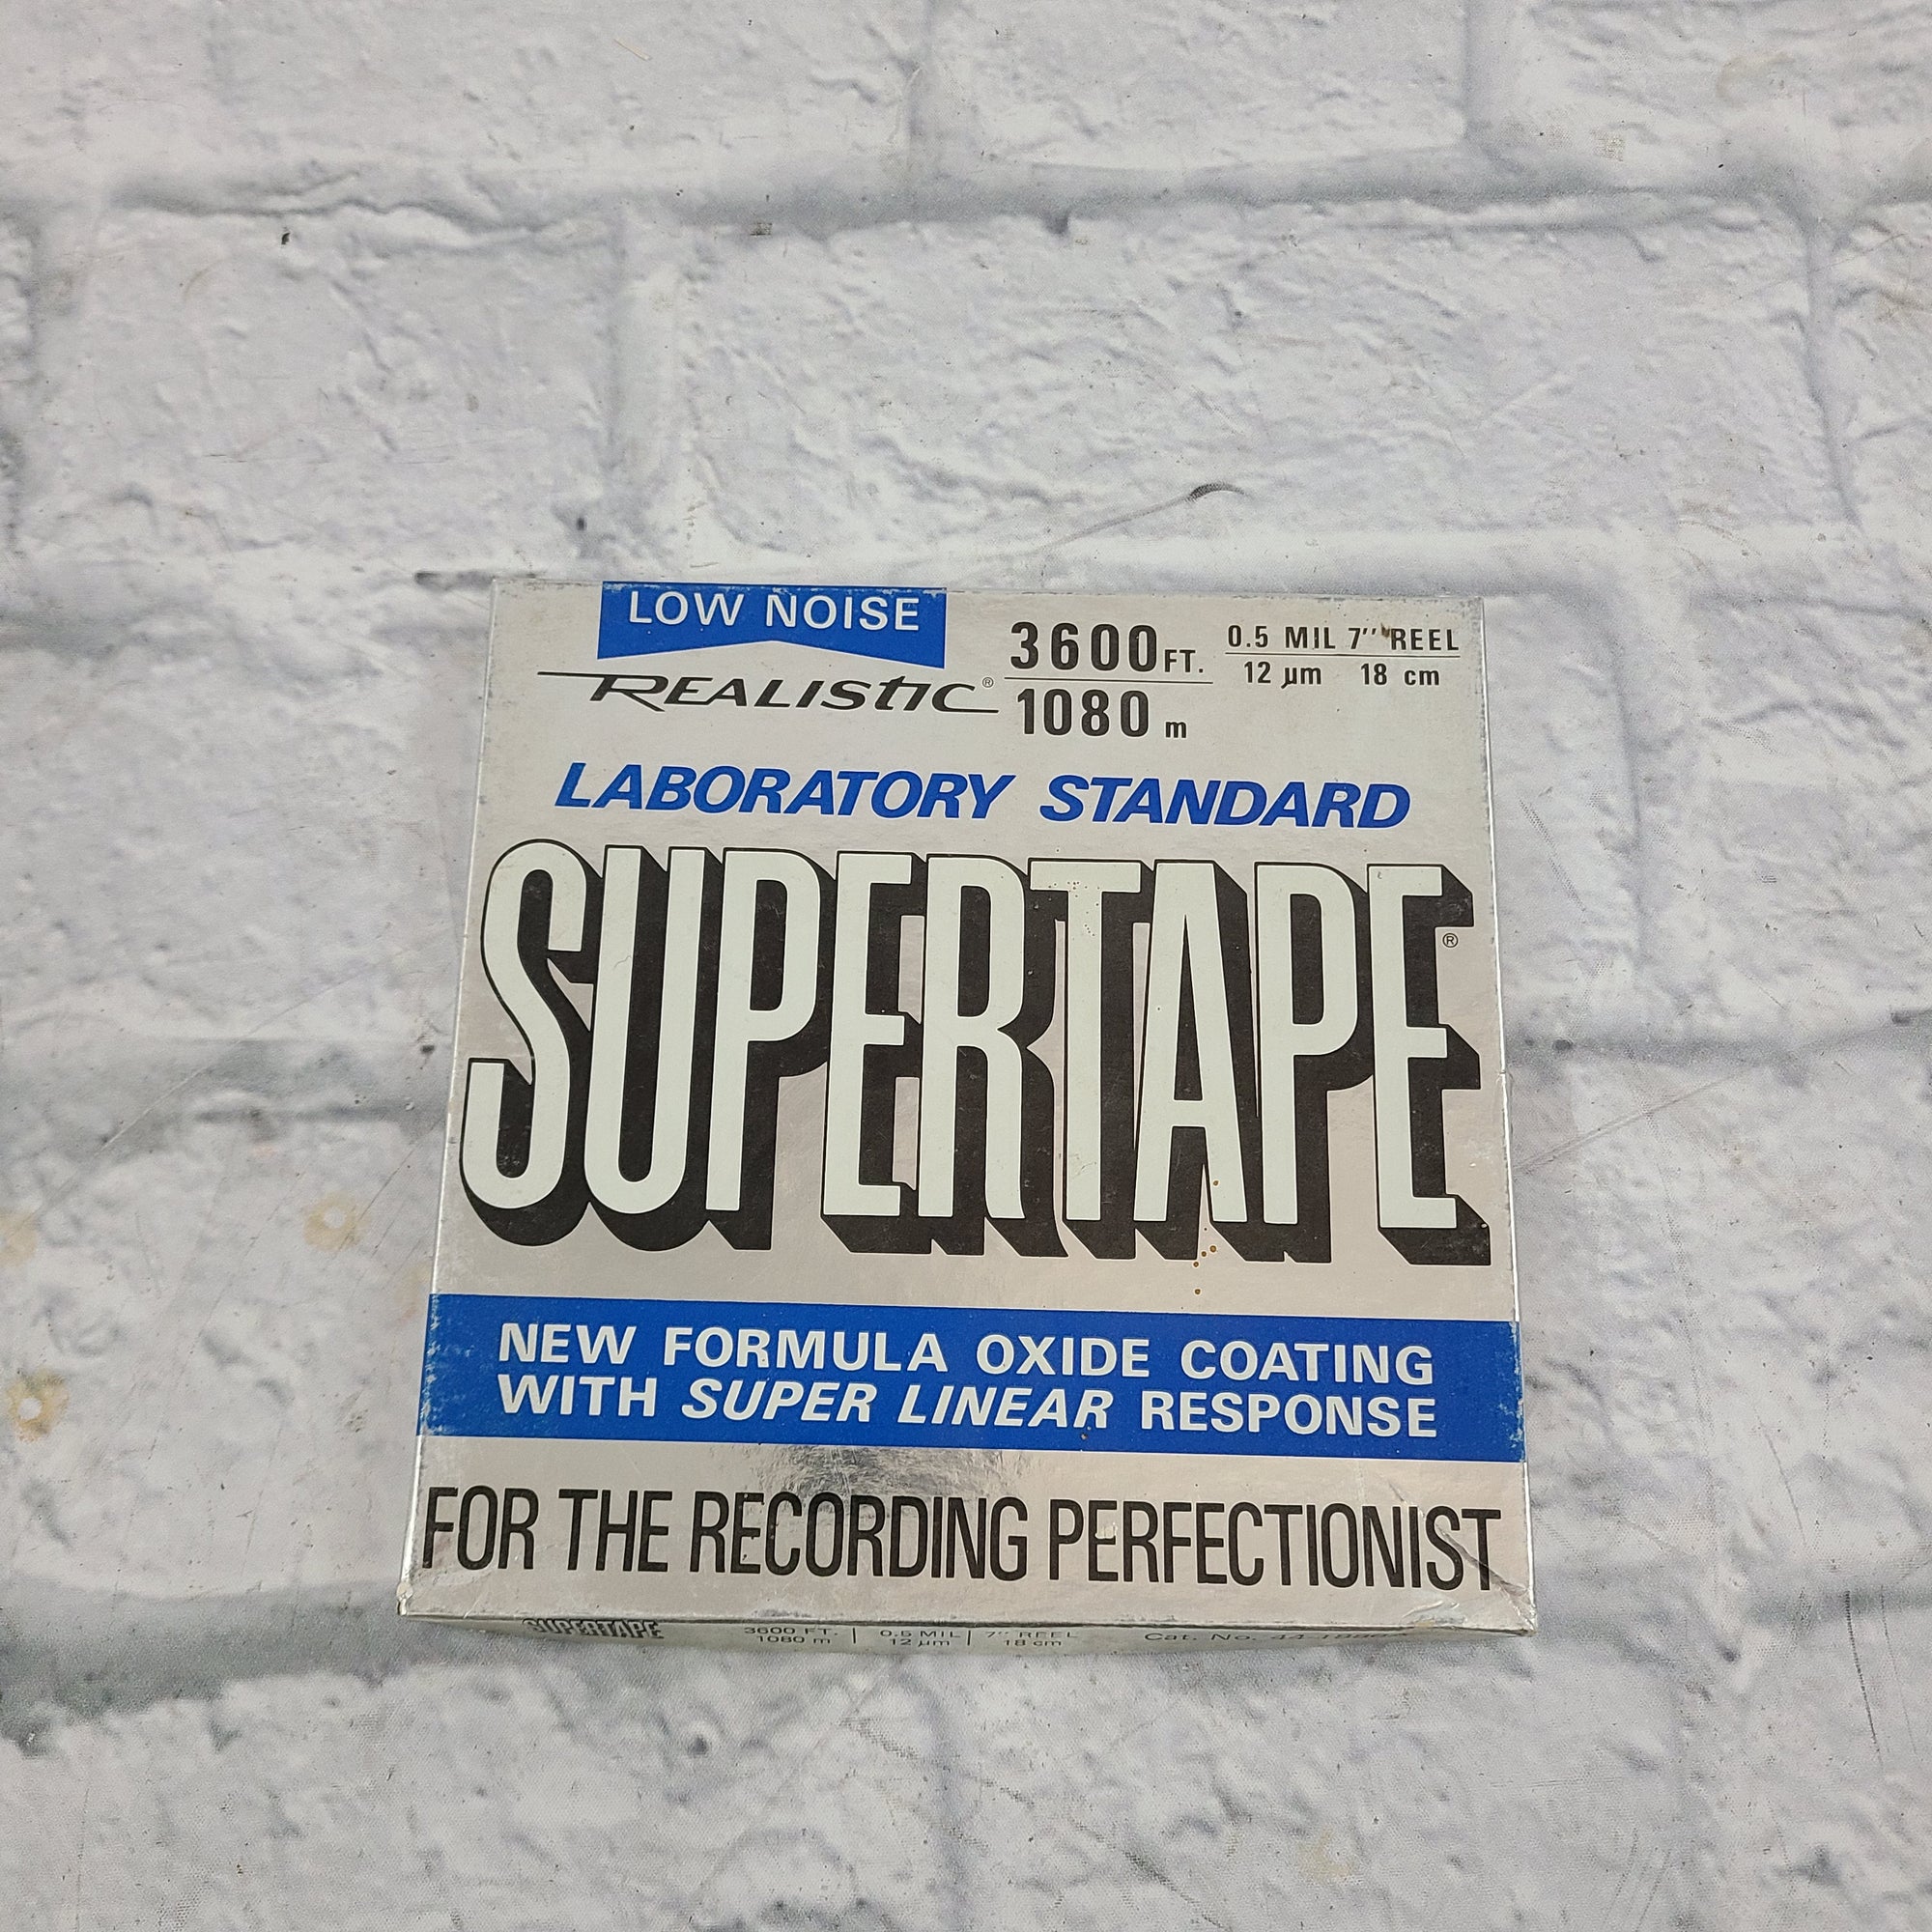 LOW NOISE
REALISTIC®
3600 FT.
1080 m
0.5 MIL 7" REEL
12 µm 18 cm
LABORATORY STANDARD
SUPERTAPE®
NEW FORMULA OXIDE COATING
WITH SUPER LINEAR RESPONSE
FOR THE RECORDING PERFECTIONIST
SUPERTAPE
3600 FT. 0.5 MIL 7" REEL
1080 m 12 µm 18 cm
Cat. No.